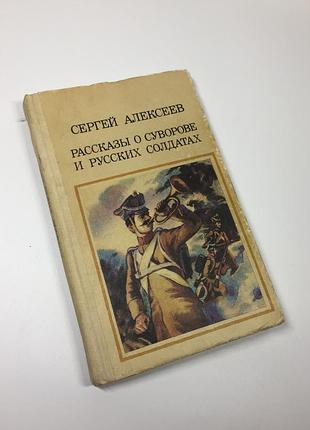 СЕРГЕЙ АЛЕКСЕЕВ
РАССКАЗЫ О СУВОРОВЕ
И РУССКИХ СОЛДАТАХ